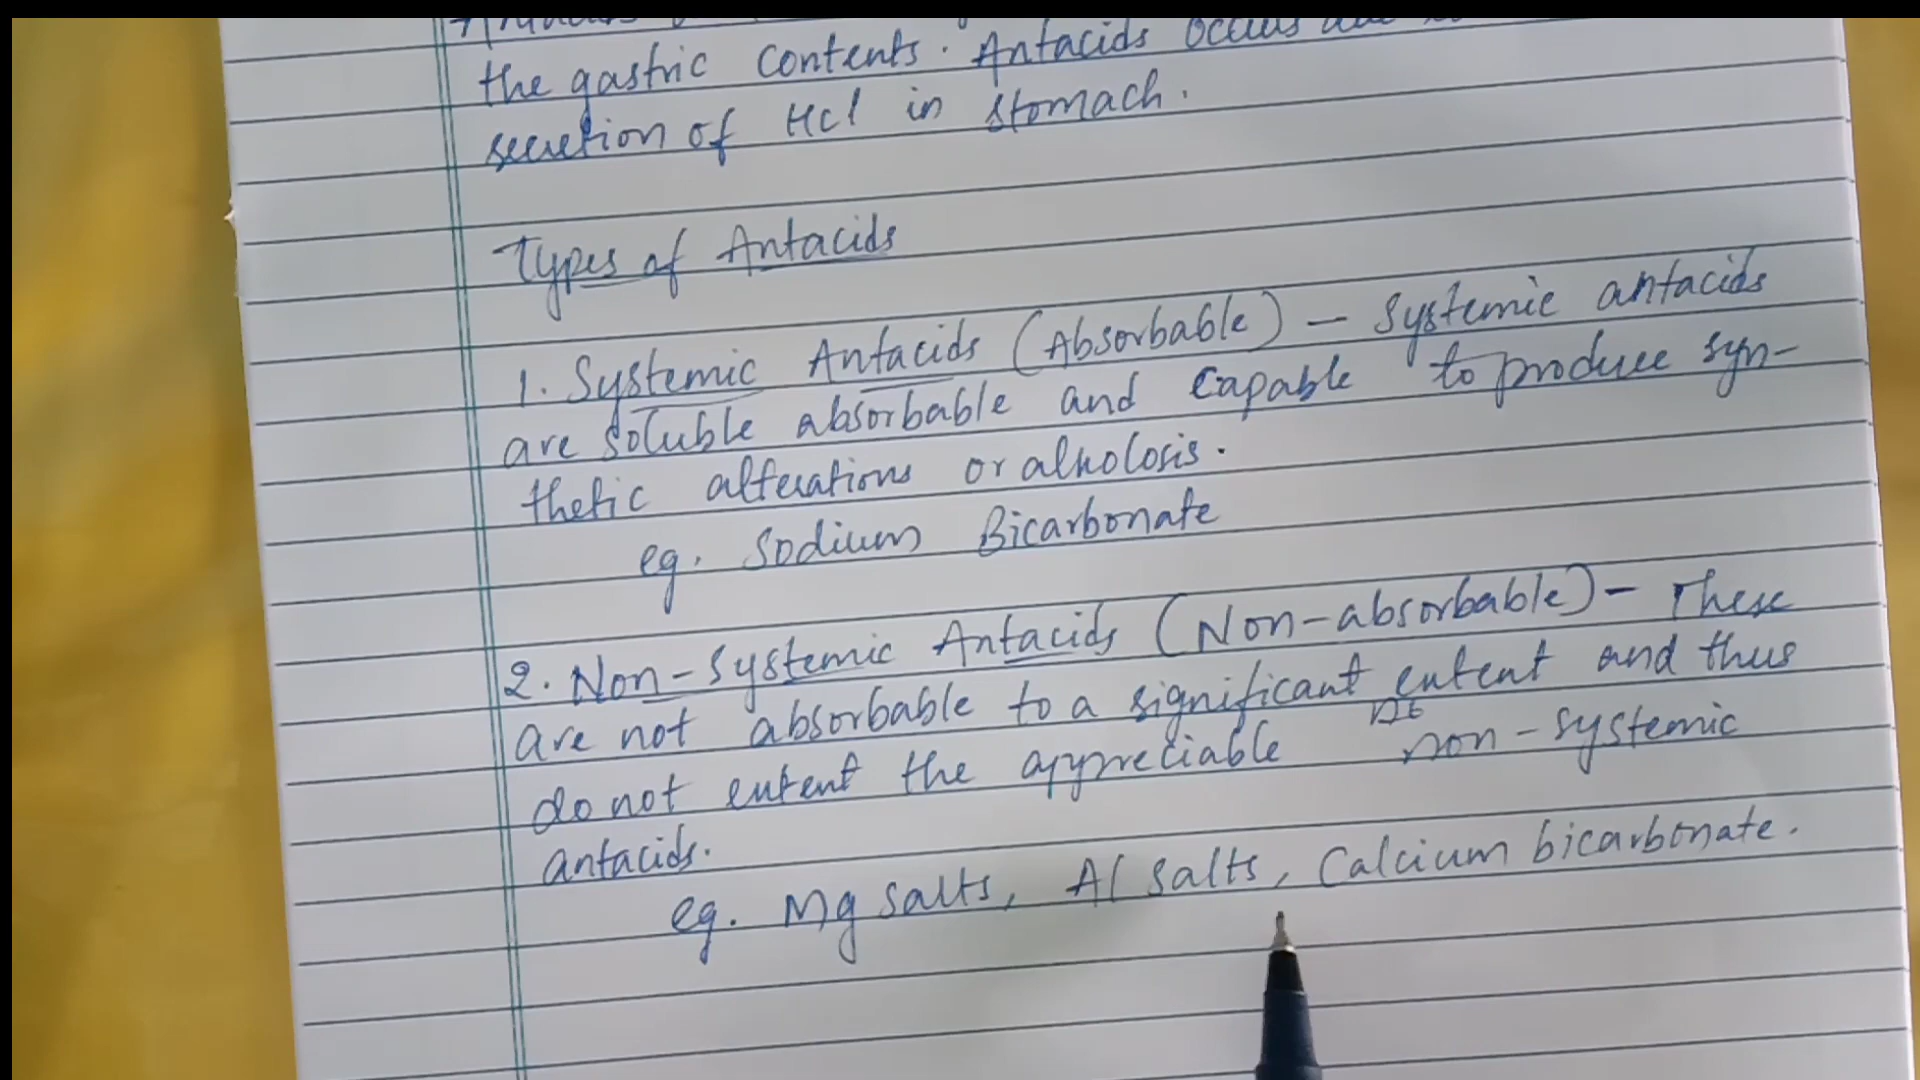 the gastric contents. Antacids occurs due
secretion of HCl in stomach.
Types of Antacids
1. Systemic Antacids (Absorbable) - Systemic antacids
are soluble absorbable and capable to produce syn-
thetic alterations or alkolosis.
eg. Sodium Bicarbonate
2. Non-Systemic Antacids (Non-absorbable) - These
are not absorbable to a significant extent and thus
do not extent the appreciable non-systemic
antacids.
eg. Mg salts, Al salts, Calcium bicarbonate.